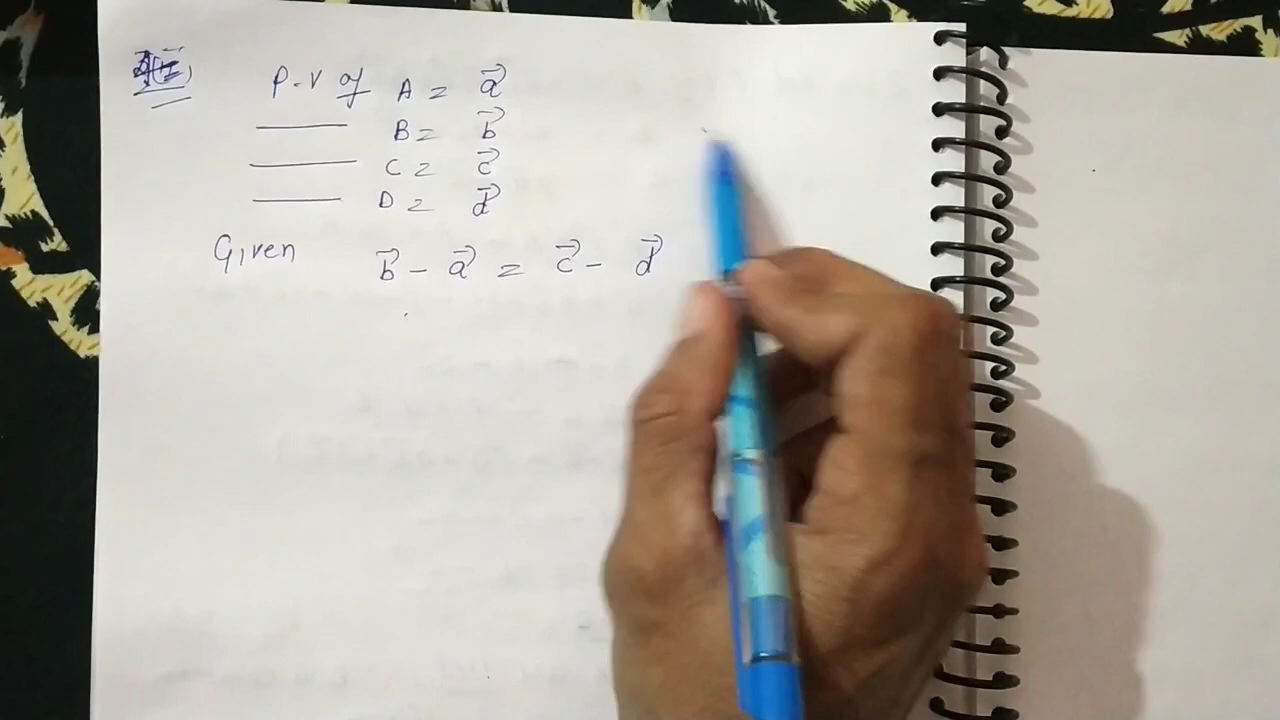 P.V of A = a⃗
B = b⃗
C = c⃗
D = d⃗
Given b⃗ - a⃗ = c⃗ - d⃗